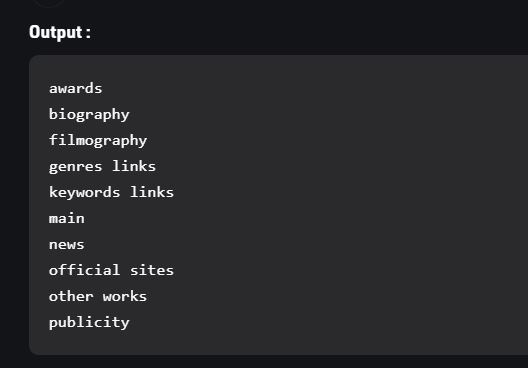 Output :
awards
biography
filmography
genres links
keywords links
main
news
official sites
other works
publicity